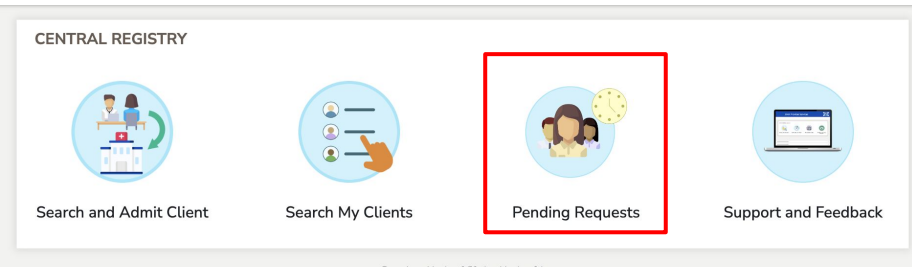 CENTRAL REGISTRY
Search and Admit Client
Search My Clients
Pending Requests
Support and Feedback